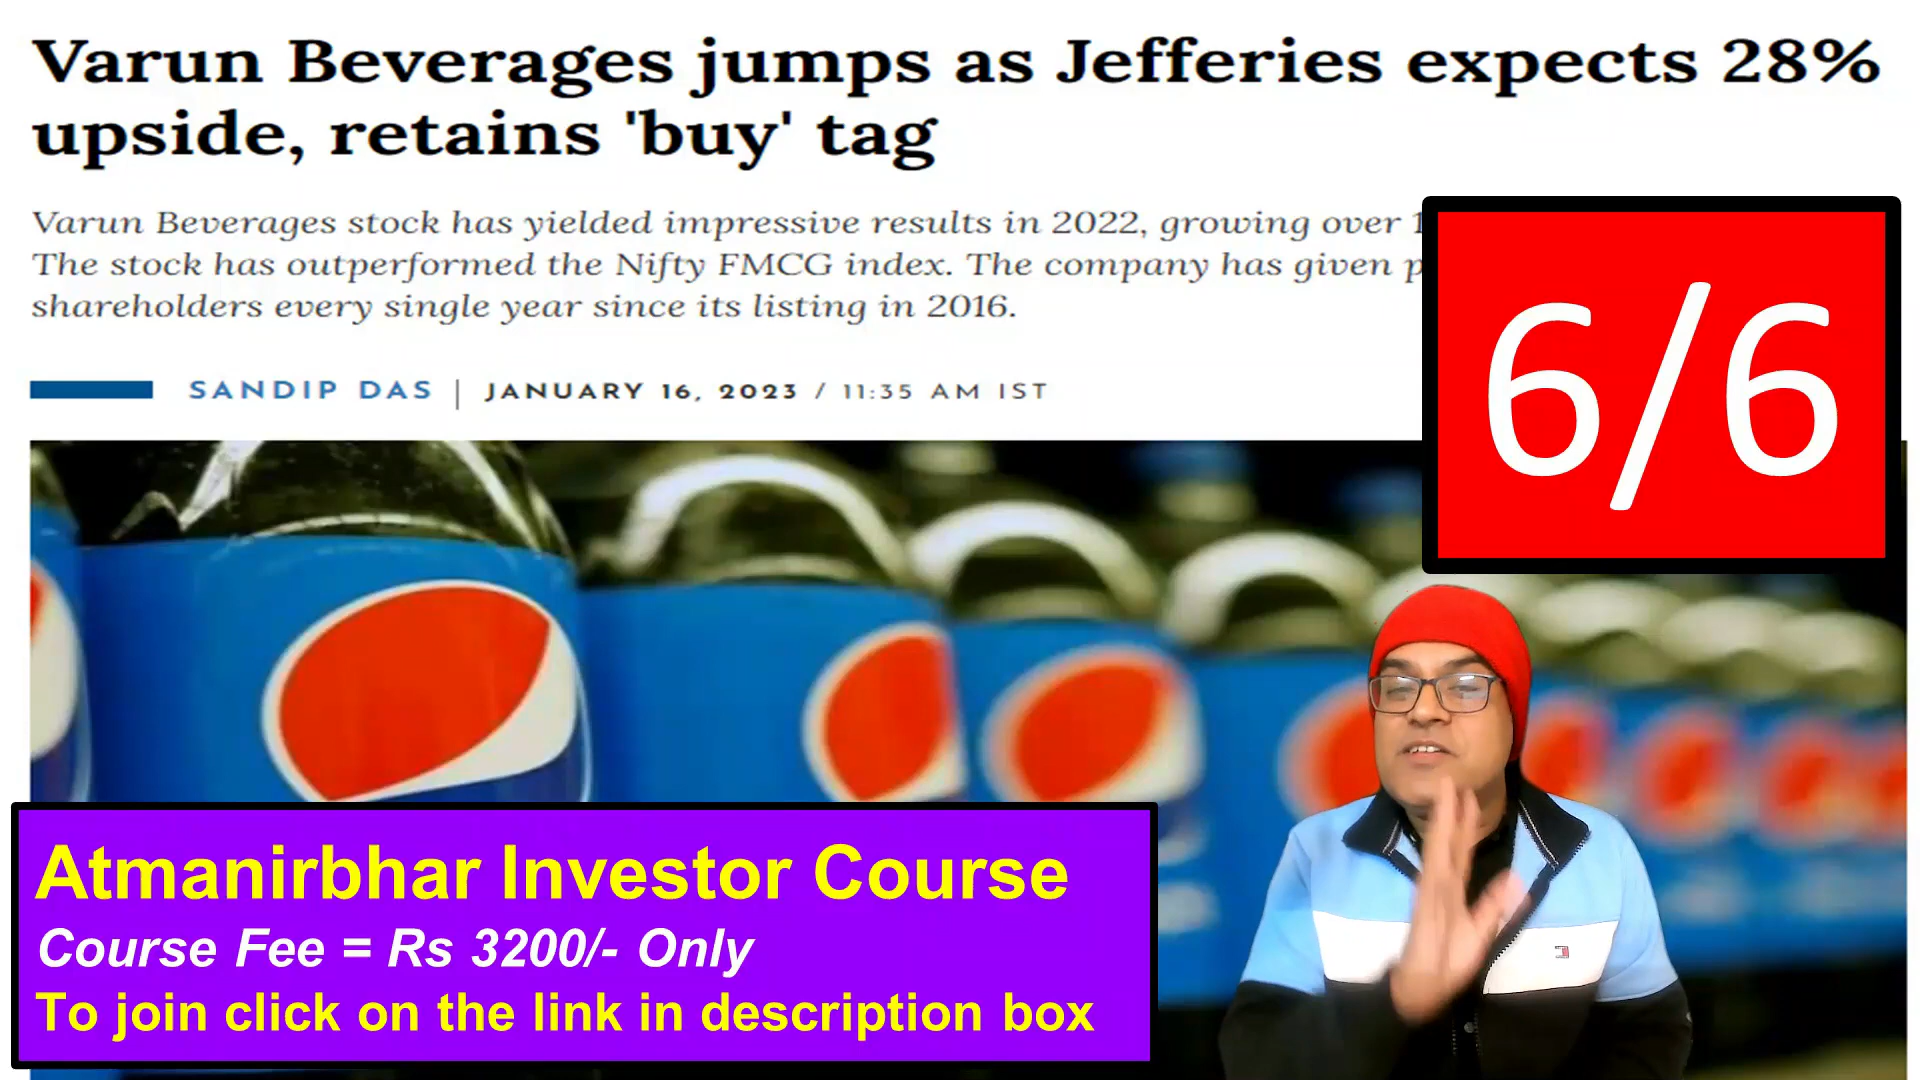 Varun Beverages jumps as Jefferies expects 28%
upside, retains 'buy' tag
Varun Beverages stock has yielded impressive results in 2022, growing over
The stock has outperformed the Nifty FMCG index. The company has given
shareholders every single year since its listing in 2016.
SANDIP DAS | JANUARY 16, 2023 / 11:35 AM IST
6/6
Atmanirbhar Investor Course
Course Fee = Rs 3200/- Only
To join click on the link in description box